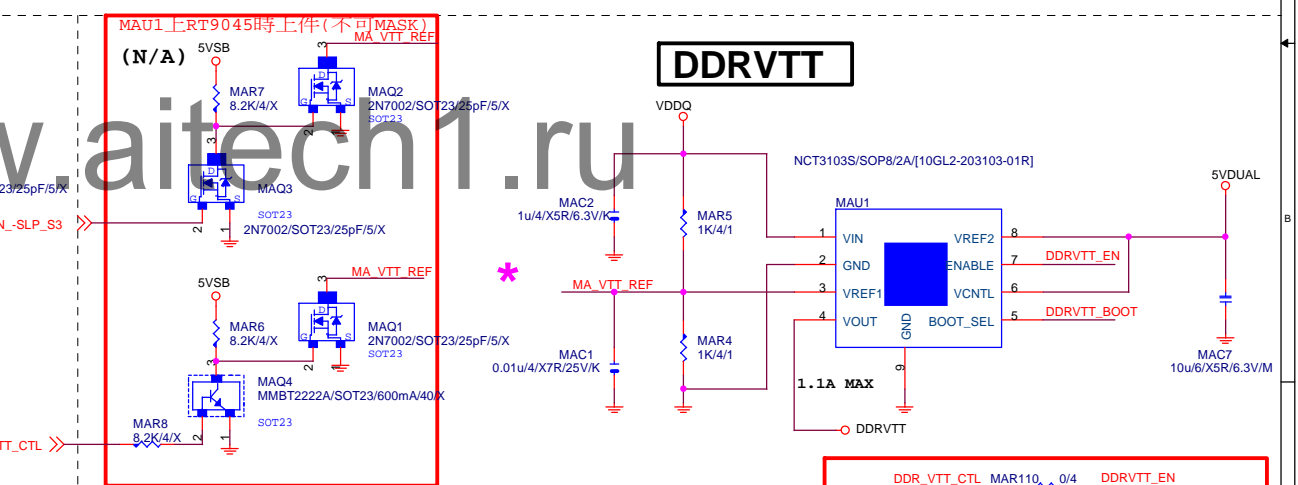 MAU1上RT9045時上件(不可MASK)
(N/A)
5VSB
MA_VTT_REF
MAR7
8.2K/4/X
MAQ2
2N7002/SOT23/25pF/5/X
SOT23
D
G
S
3
2
1
www.aitech1.ru
23/25pF/5/X
N_-SLP_S3
MAQ3
SOT23
2N7002/SOT23/25pF/5/X
D
G
S
3
2
1
5VSB
MA_VTT_REF
MAR6
8.2K/4/X
MAQ1
2N7002/SOT23/25pF/5/X
SOT23
D
G
S
3
2
1
MAQ4
MMBT2222A/SOT23/600mA/40/X
SOT23
3
2
1
MAR8
8.2K/4/X
TT_CTL
DDRVTT
VDDQ
NCT3103S/SOP8/2A/[10GL2-203103-01R]
5VDUAL
MAC2
1u/4/X5R/6.3V/K
MAR5
1K/4/1
MAU1
1 VIN VREF2 8
2 GND ENABLE 7 DDRVTT_EN
3 VREF1 VCNTL 6
4 VOUT BOOT_SEL 5 DDRVTT_BOOT
GND
9
*
MA_VTT_REF
MAC1
0.01u/4/X7R/25V/K
MAR4
1K/4/1
MAC7
10u/6/X5R/6.3V/M
1.1A MAX
DDRVTT
B
DDR_VTT_CTL MAR110 0/4 DDRVTT_EN